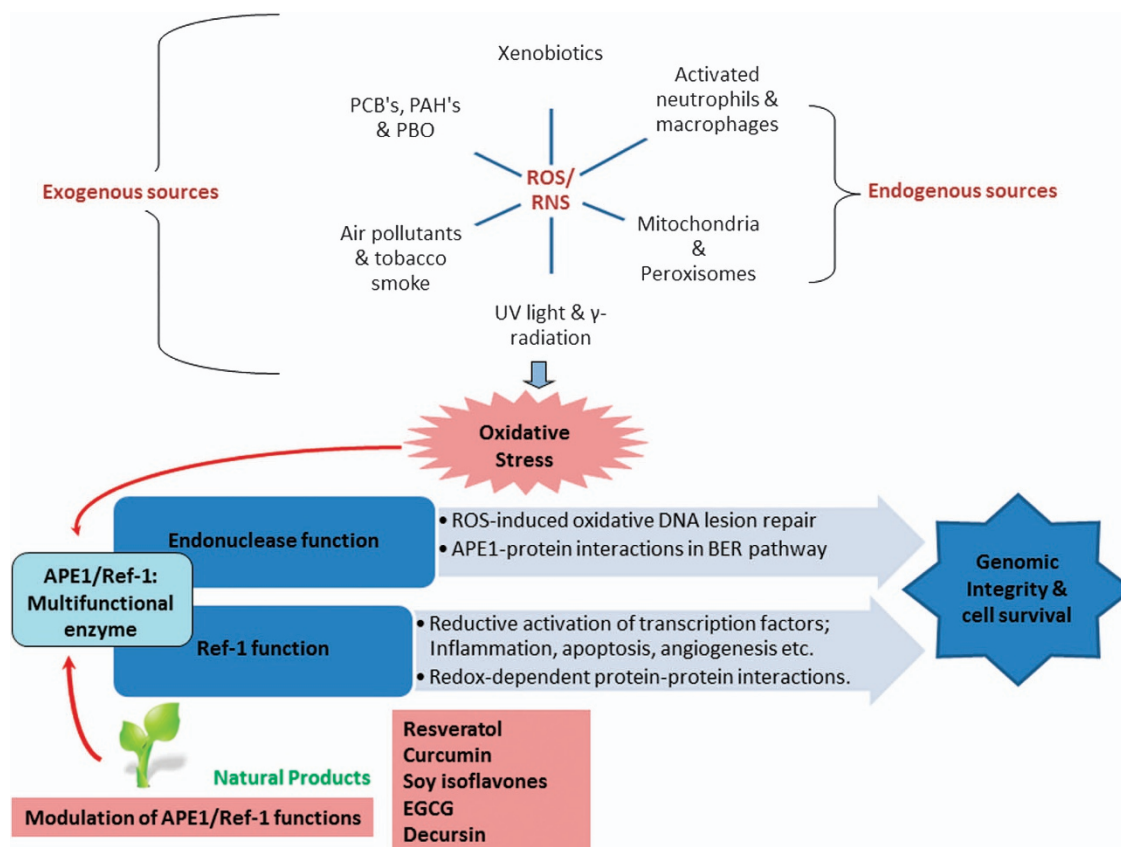 Xenobiotics
PCB's, PAH's
& PBO
Activated
neutrophils &
macrophages
Exogenous sources
ROS/
RNS
Endogenous sources
Air pollutants
& tobacco
smoke
Mitochondria
&
Peroxisomes
UV light & γ-
radiation
Oxidative
Stress
Endonuclease function
• ROS-induced oxidative DNA lesion repair
• APE1-protein interactions in BER pathway
APE1/Ref-1:
Multifunctional
enzyme
Genomic
Integrity &
cell survival
Ref-1 function
• Reductive activation of transcription factors;
Inflammation, apoptosis, angiogenesis etc.
• Redox-dependent protein-protein interactions.
Natural Products
Modulation of APE1/Ref-1 functions
Resveratol
Curcumin
Soy isoflavones
EGCG
Decursin